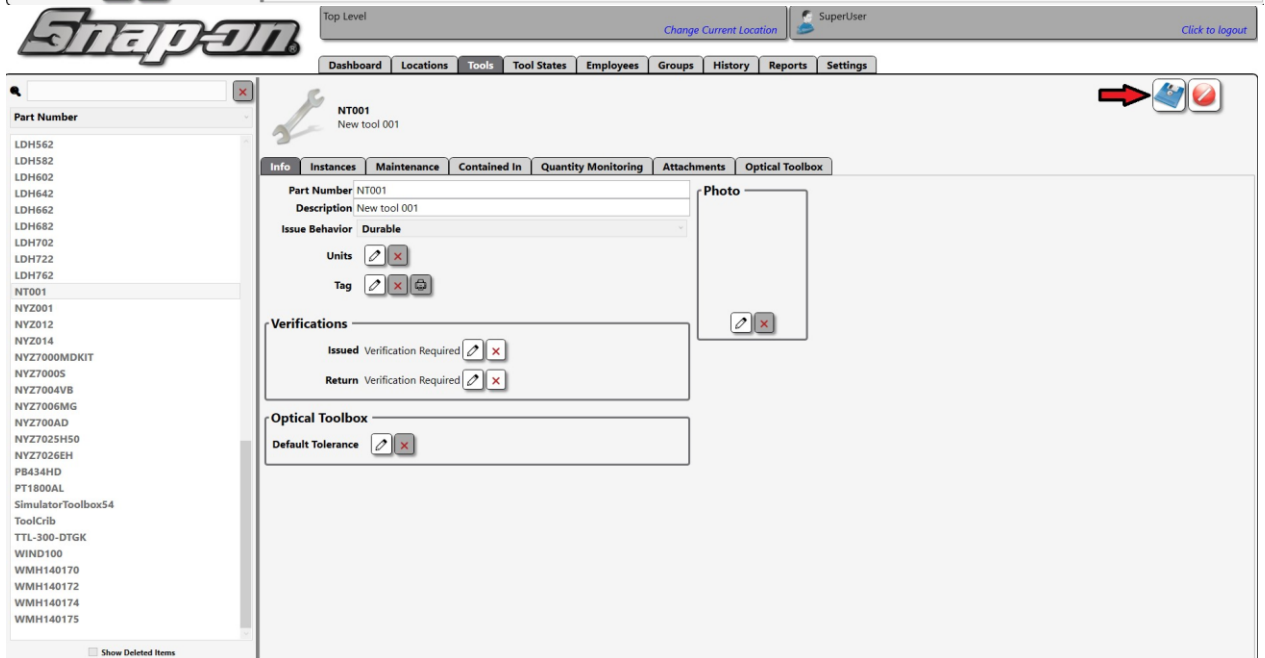 Snap-on
Top Level
Change Current Location
SuperUser
Click to logout
Dashboard Locations Tools Tool States Employees Groups History Reports Settings
Part Number
LDH562
LDH582
LDH602
LDH642
LDH662
LDH682
LDH702
LDH722
LDH762
NT001
NYZ001
NYZ012
NYZ014
NYZ7000MDKIT
NYZ7000S
NYZ7004VB
NYZ7006MG
NYZ700AD
NYZ7025H50
NYZ7026EH
PB434HD
PT1800AL
SimulatorToolbox54
ToolCrib
TTL-300-DTGK
WIND100
WMH140170
WMH140172
WMH140174
WMH140175
Show Deleted Items
NT001
New tool 001
Info Instances Maintenance Contained In Quantity Monitoring Attachments Optical Toolbox
Part Number NT001
Description New tool 001
Issue Behavior Durable
Units
Tag
Verifications
Issued Verification Required
Return Verification Required
Optical Toolbox
Default Tolerance
Photo